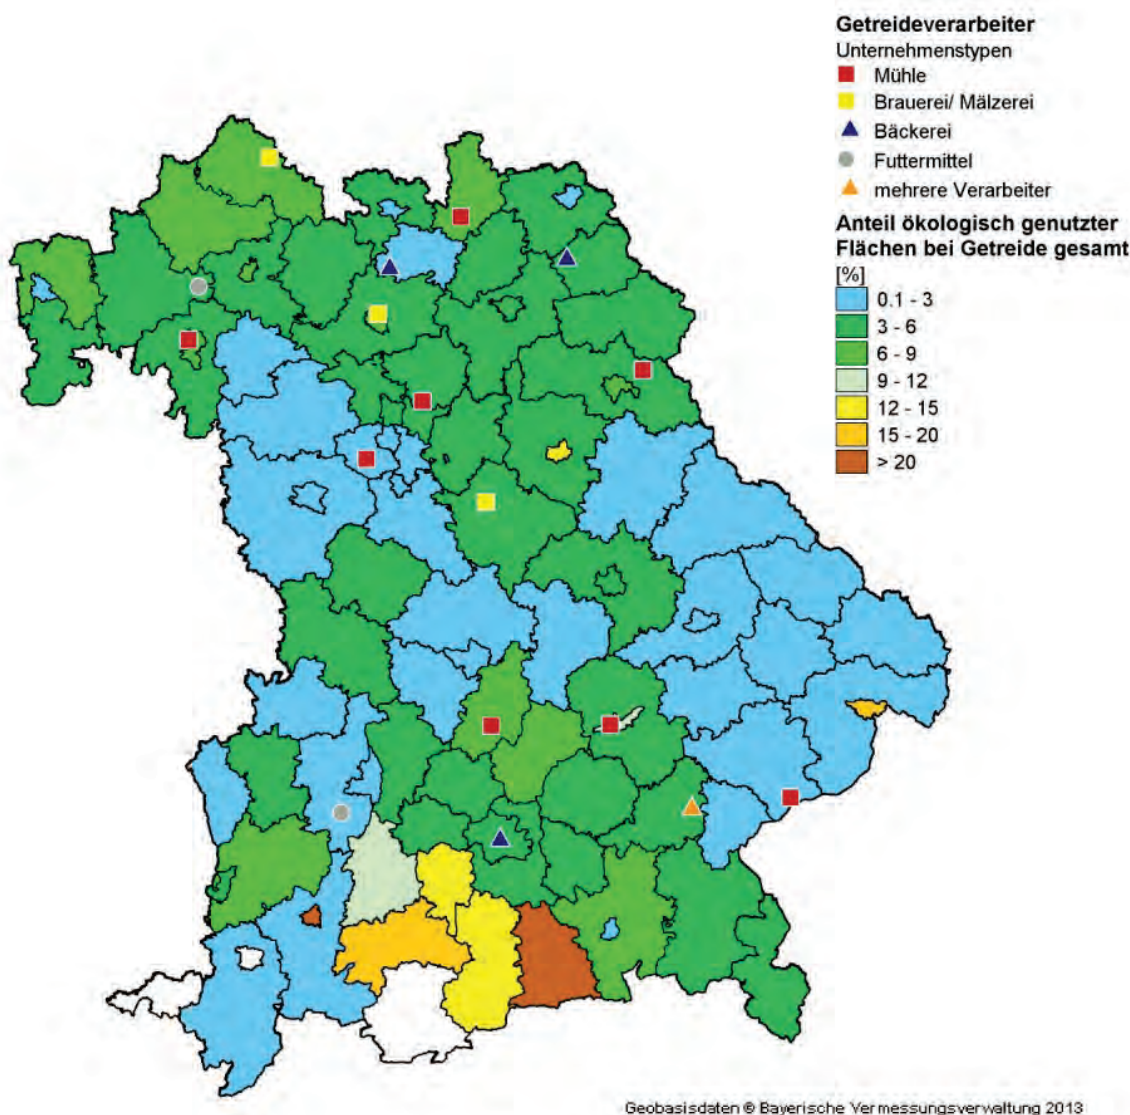 Getreideverarbeiter
Unternehmenstypen
Mühle
Brauerei/ Mälzerei
Bäckerei
Futtermittel
mehrere Verarbeiter
Anteil ökologisch genutzter
Flächen bei Getreide gesamt
[%]
0.1 - 3
3 - 6
6 - 9
9 - 12
12 - 15
15 - 20
> 20
Geobasisdaten © Bayerische Vermessungsverwaltung 2013